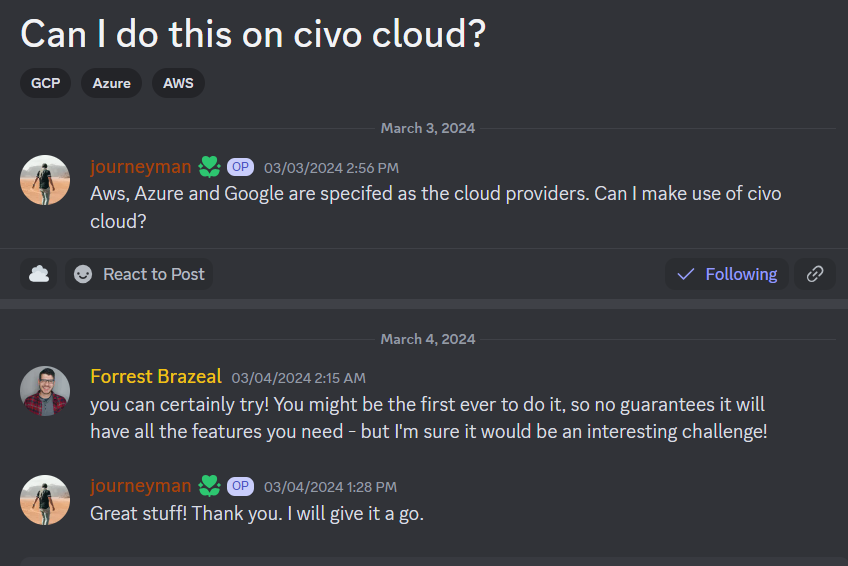 Can I do this on civo cloud?
GCP Azure AWS
March 3, 2024
journeyman OP 03/03/2024 2:56 PM
Aws, Azure and Google are specifed as the cloud providers. Can I make use of civo
cloud?
React to Post Following
March 4, 2024
Forrest Brazeal 03/04/2024 2:15 AM
you can certainly try! You might be the first ever to do it, so no guarantees it will
have all the features you need - but I'm sure it would be an interesting challenge!
journeyman OP 03/04/2024 1:28 PM
Great stuff! Thank you. I will give it a go.